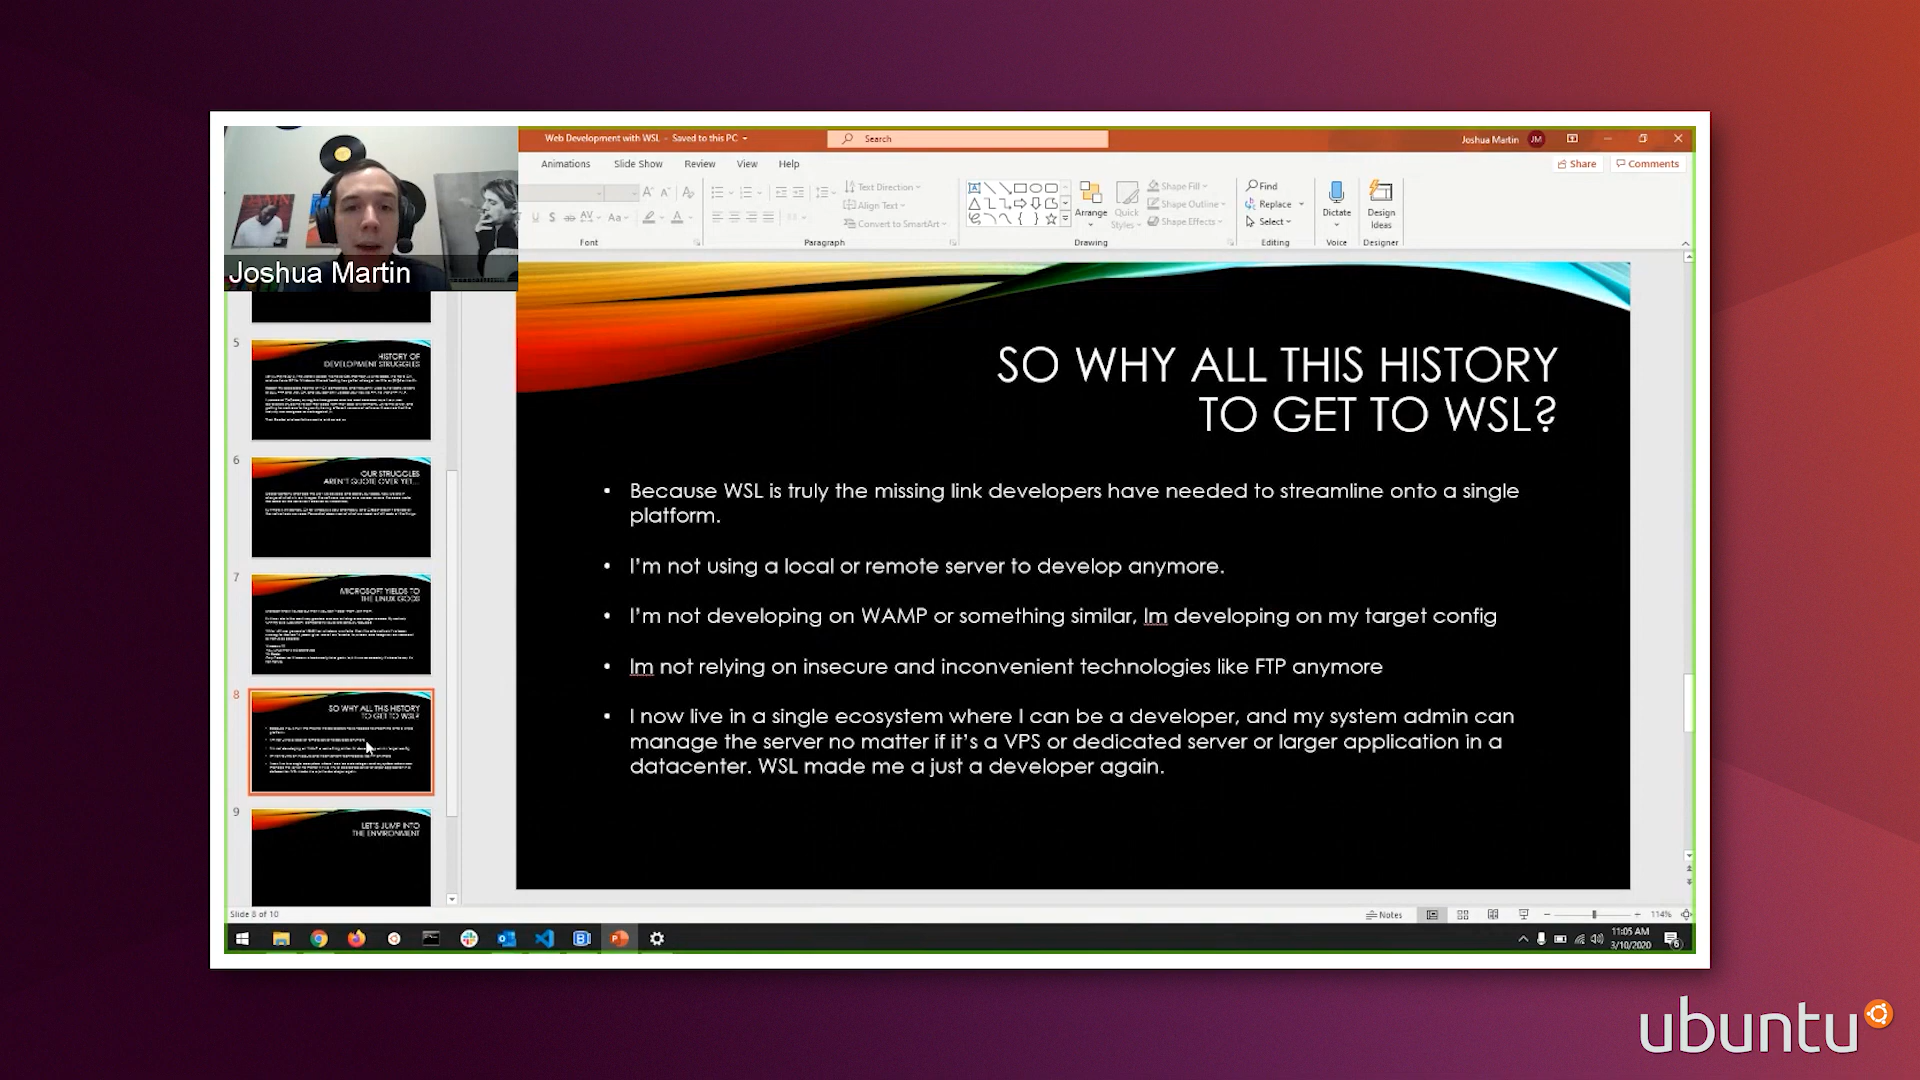 Joshua Martin
Web Development with WSL - Saved to this PC
Search
Joshua Martin
JM
Animations
Slide Show
Review
View
Help
Share
Comments
Text Direction
Align Text
Convert to SmartArt
Arrange
Quick
Styles
Shape Fill
Shape Outline
Shape Effects
Find
Replace
Select
Dictate
Design
Ideas
Font
Paragraph
Drawing
Editing
Voice
Designer
5
HISTORY OF
DEVELOPMENT STRUGGLES
6
OUR STRUGGLES
AREN'T QUOTE OVER YET...
7
MICROSOFT YIELDS TO
THE LINUX GODS
8
SO WHY ALL THIS HISTORY
TO GET TO WSL?
9
LET'S JUMP INTO
THE ENVIRONMENT
SO WHY ALL THIS HISTORY
TO GET TO WSL?
• Because WSL is truly the missing link developers have needed to streamline onto a single
platform.
• I'm not using a local or remote server to develop anymore.
• I'm not developing on WAMP or something similar, Im developing on my target config
• Im not relying on insecure and inconvenient technologies like FTP anymore
• I now live in a single ecosystem where I can be a developer, and my system admin can
manage the server no matter if it's a VPS or dedicated server or larger application in a
datacenter. WSL made me a just a developer again.
Slide 8 of 10
Notes
114%
11:05 AM
3/10/2020
ubuntu